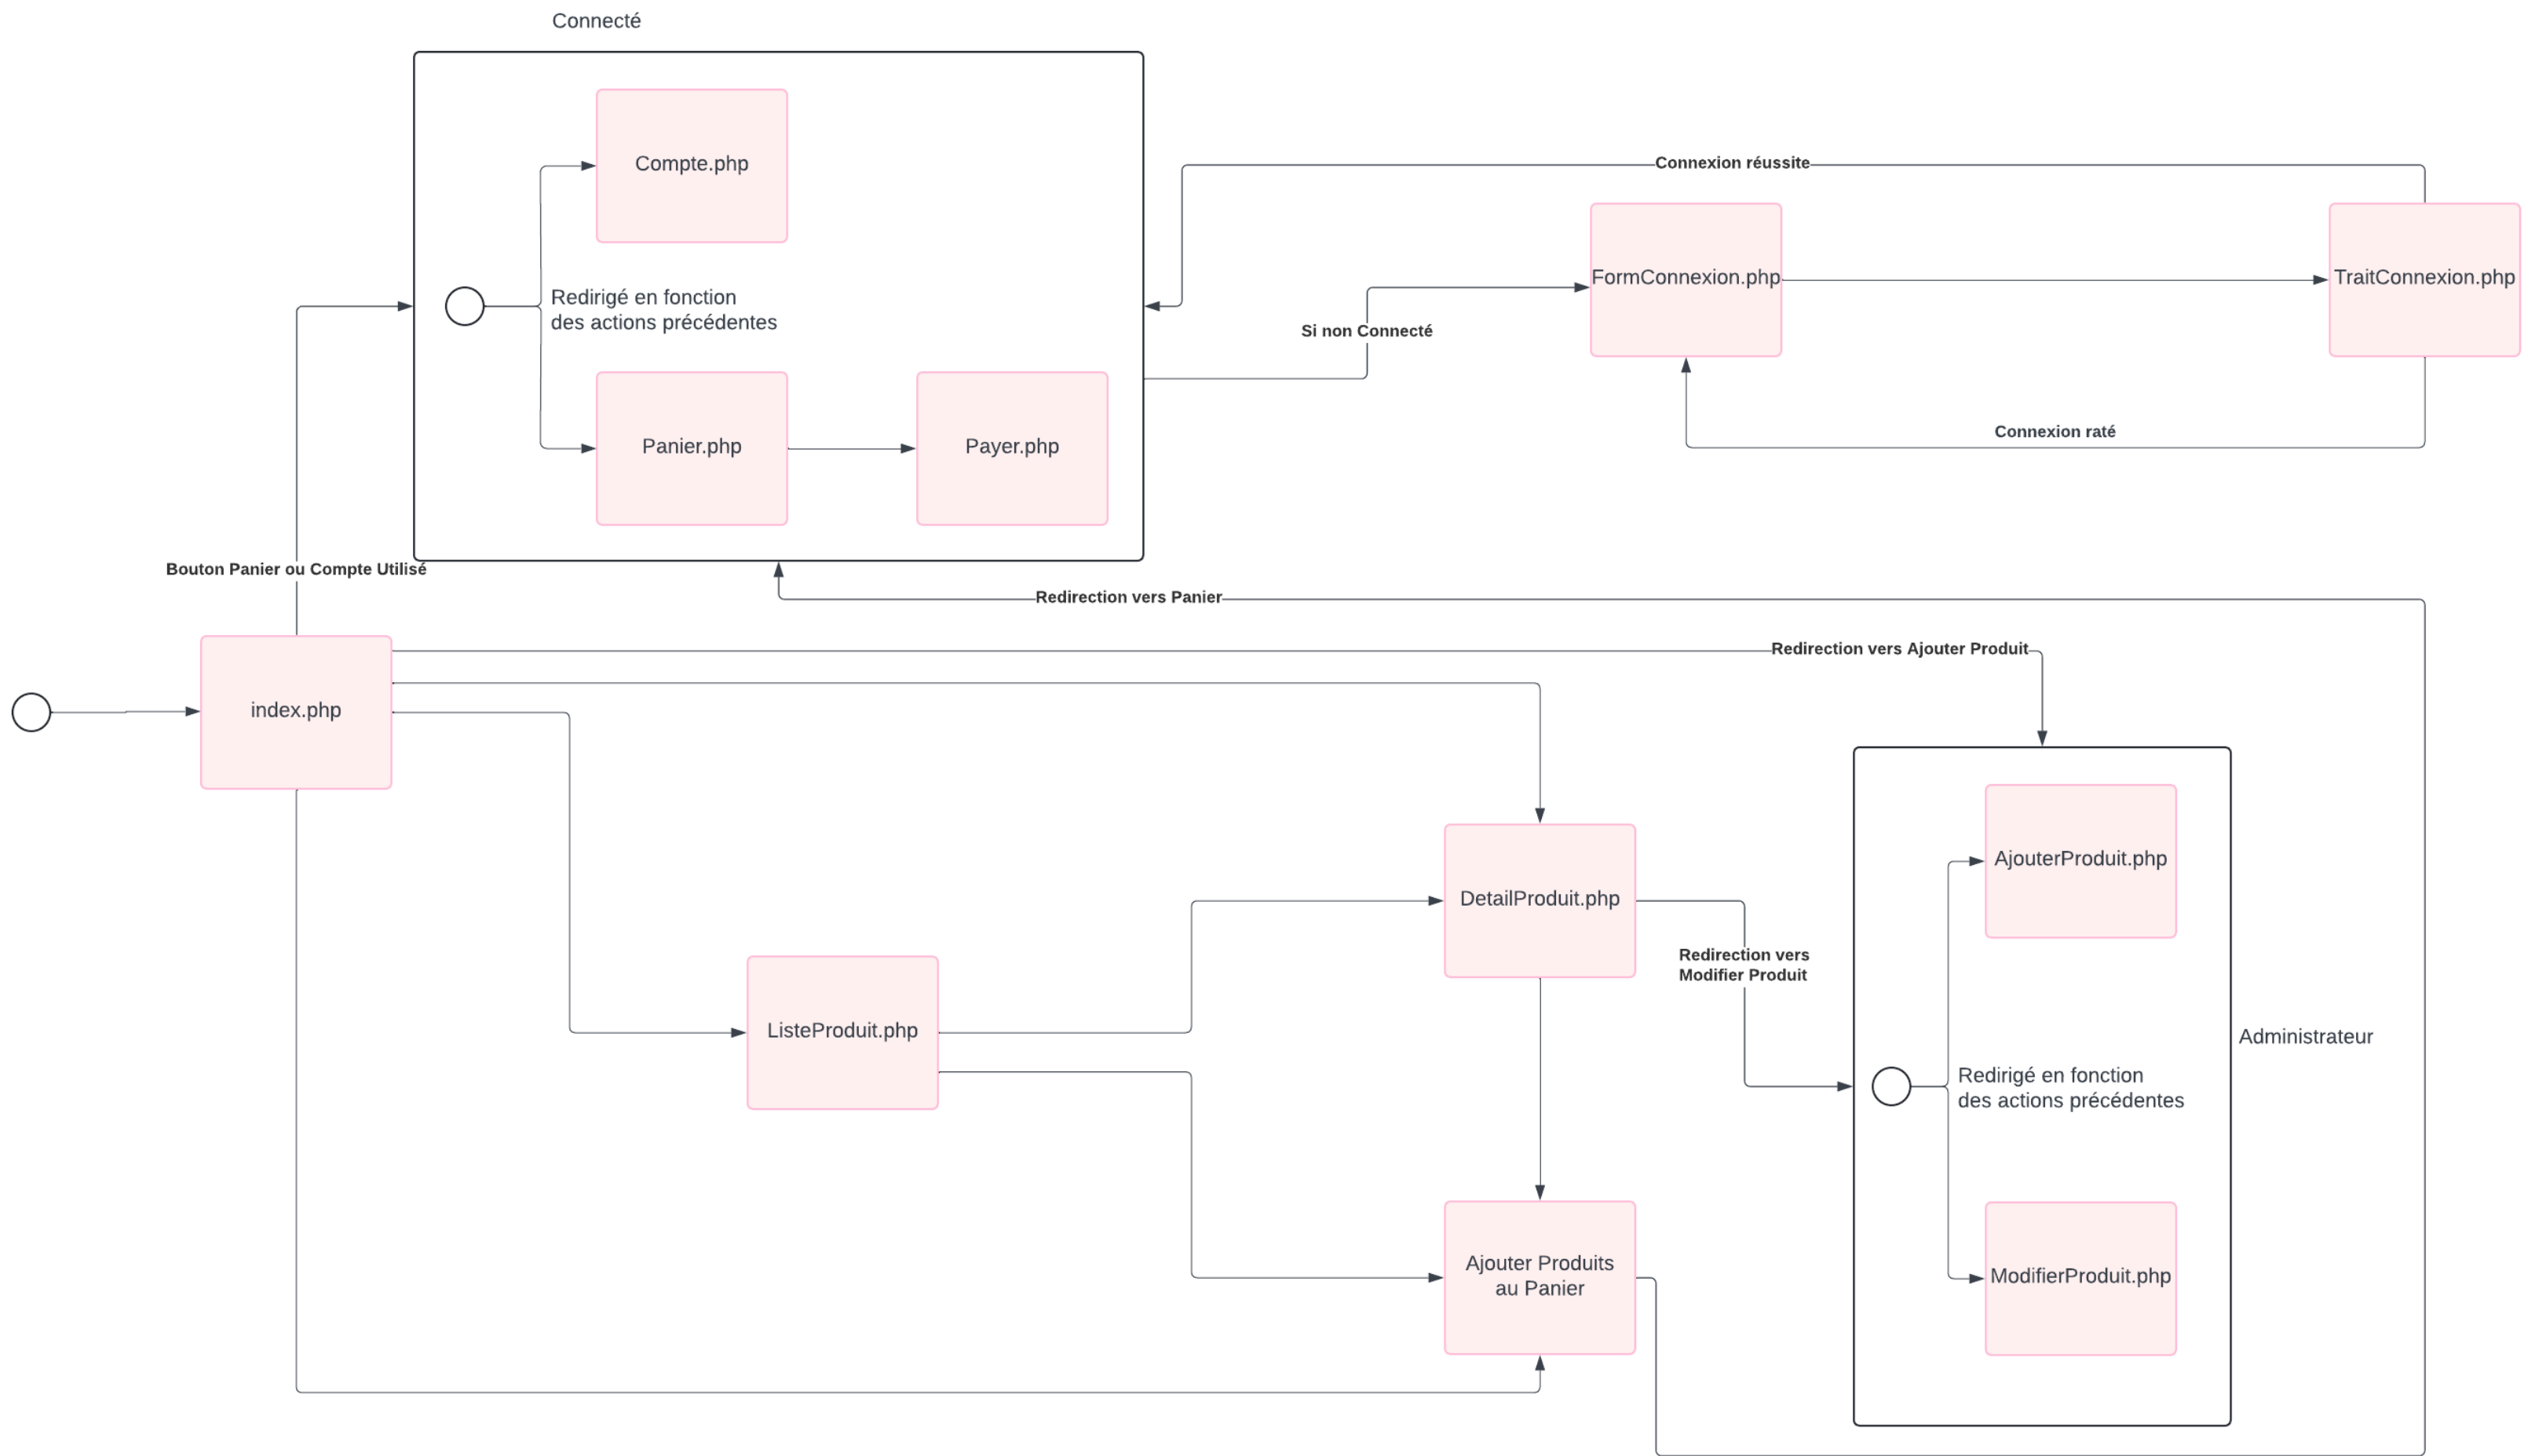 Connecté
Compte.php
Connexion réussite
FormConnexion.php
TraitConnexion.php
Redirigé en fonction
des actions précédentes
Si non Connecté
Connexion raté
Panier.php
Payer.php
Bouton Panier ou Compte Utilisé
Redirection vers Panier
Redirection vers Ajouter Produit
index.php
AjouterProduit.php
DetailProduit.php
Redirection vers
Modifier Produit
ListeProduit.php
Administrateur
Redirigé en fonction
des actions précédentes
Ajouter Produits
au Panier
ModifierProduit.php